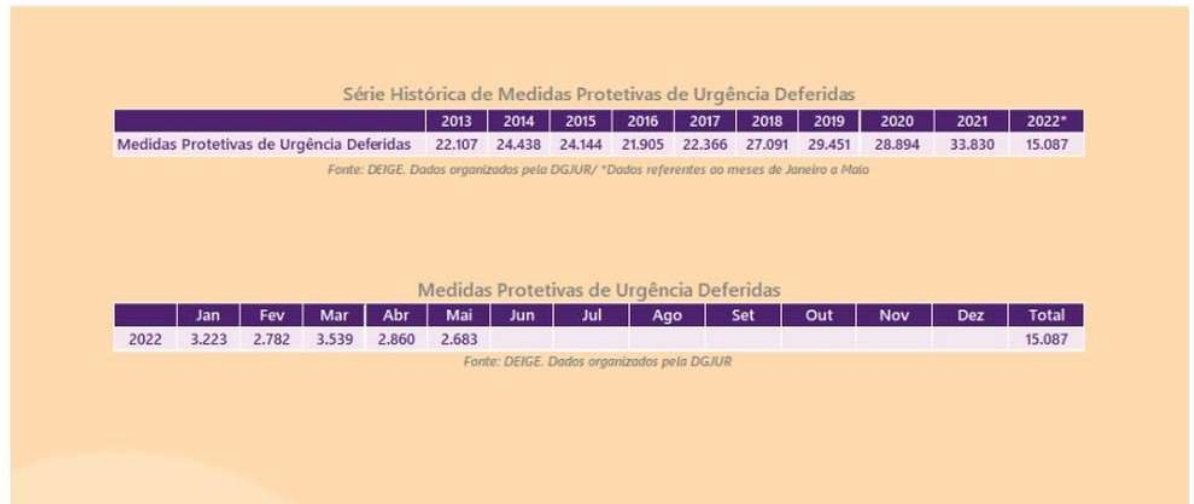 Série Histórica de Medidas Protetivas de Urgência Deferidas
2013 2014 2015 2016 2017 2018 2019 2020 2021 2022*
Medidas Protetivas de Urgência Deferidas 22.107 24.438 24.144 21.905 22.366 27.091 29.451 28.894 33.830 15.087
Fonte: DEIGE. Dados organizados pela DGJUR/ *Dados referentes ao meses de Janeiro a Maio
Medidas Protetivas de Urgência Deferidas
Jan Fev Mar Abr Mai Jun Jul Ago Set Out Nov Dez Total
2022 3.223 2.782 3.539 2.860 2.683 15.087
Fonte: DEIGE. Dados organizados pela DGJUR